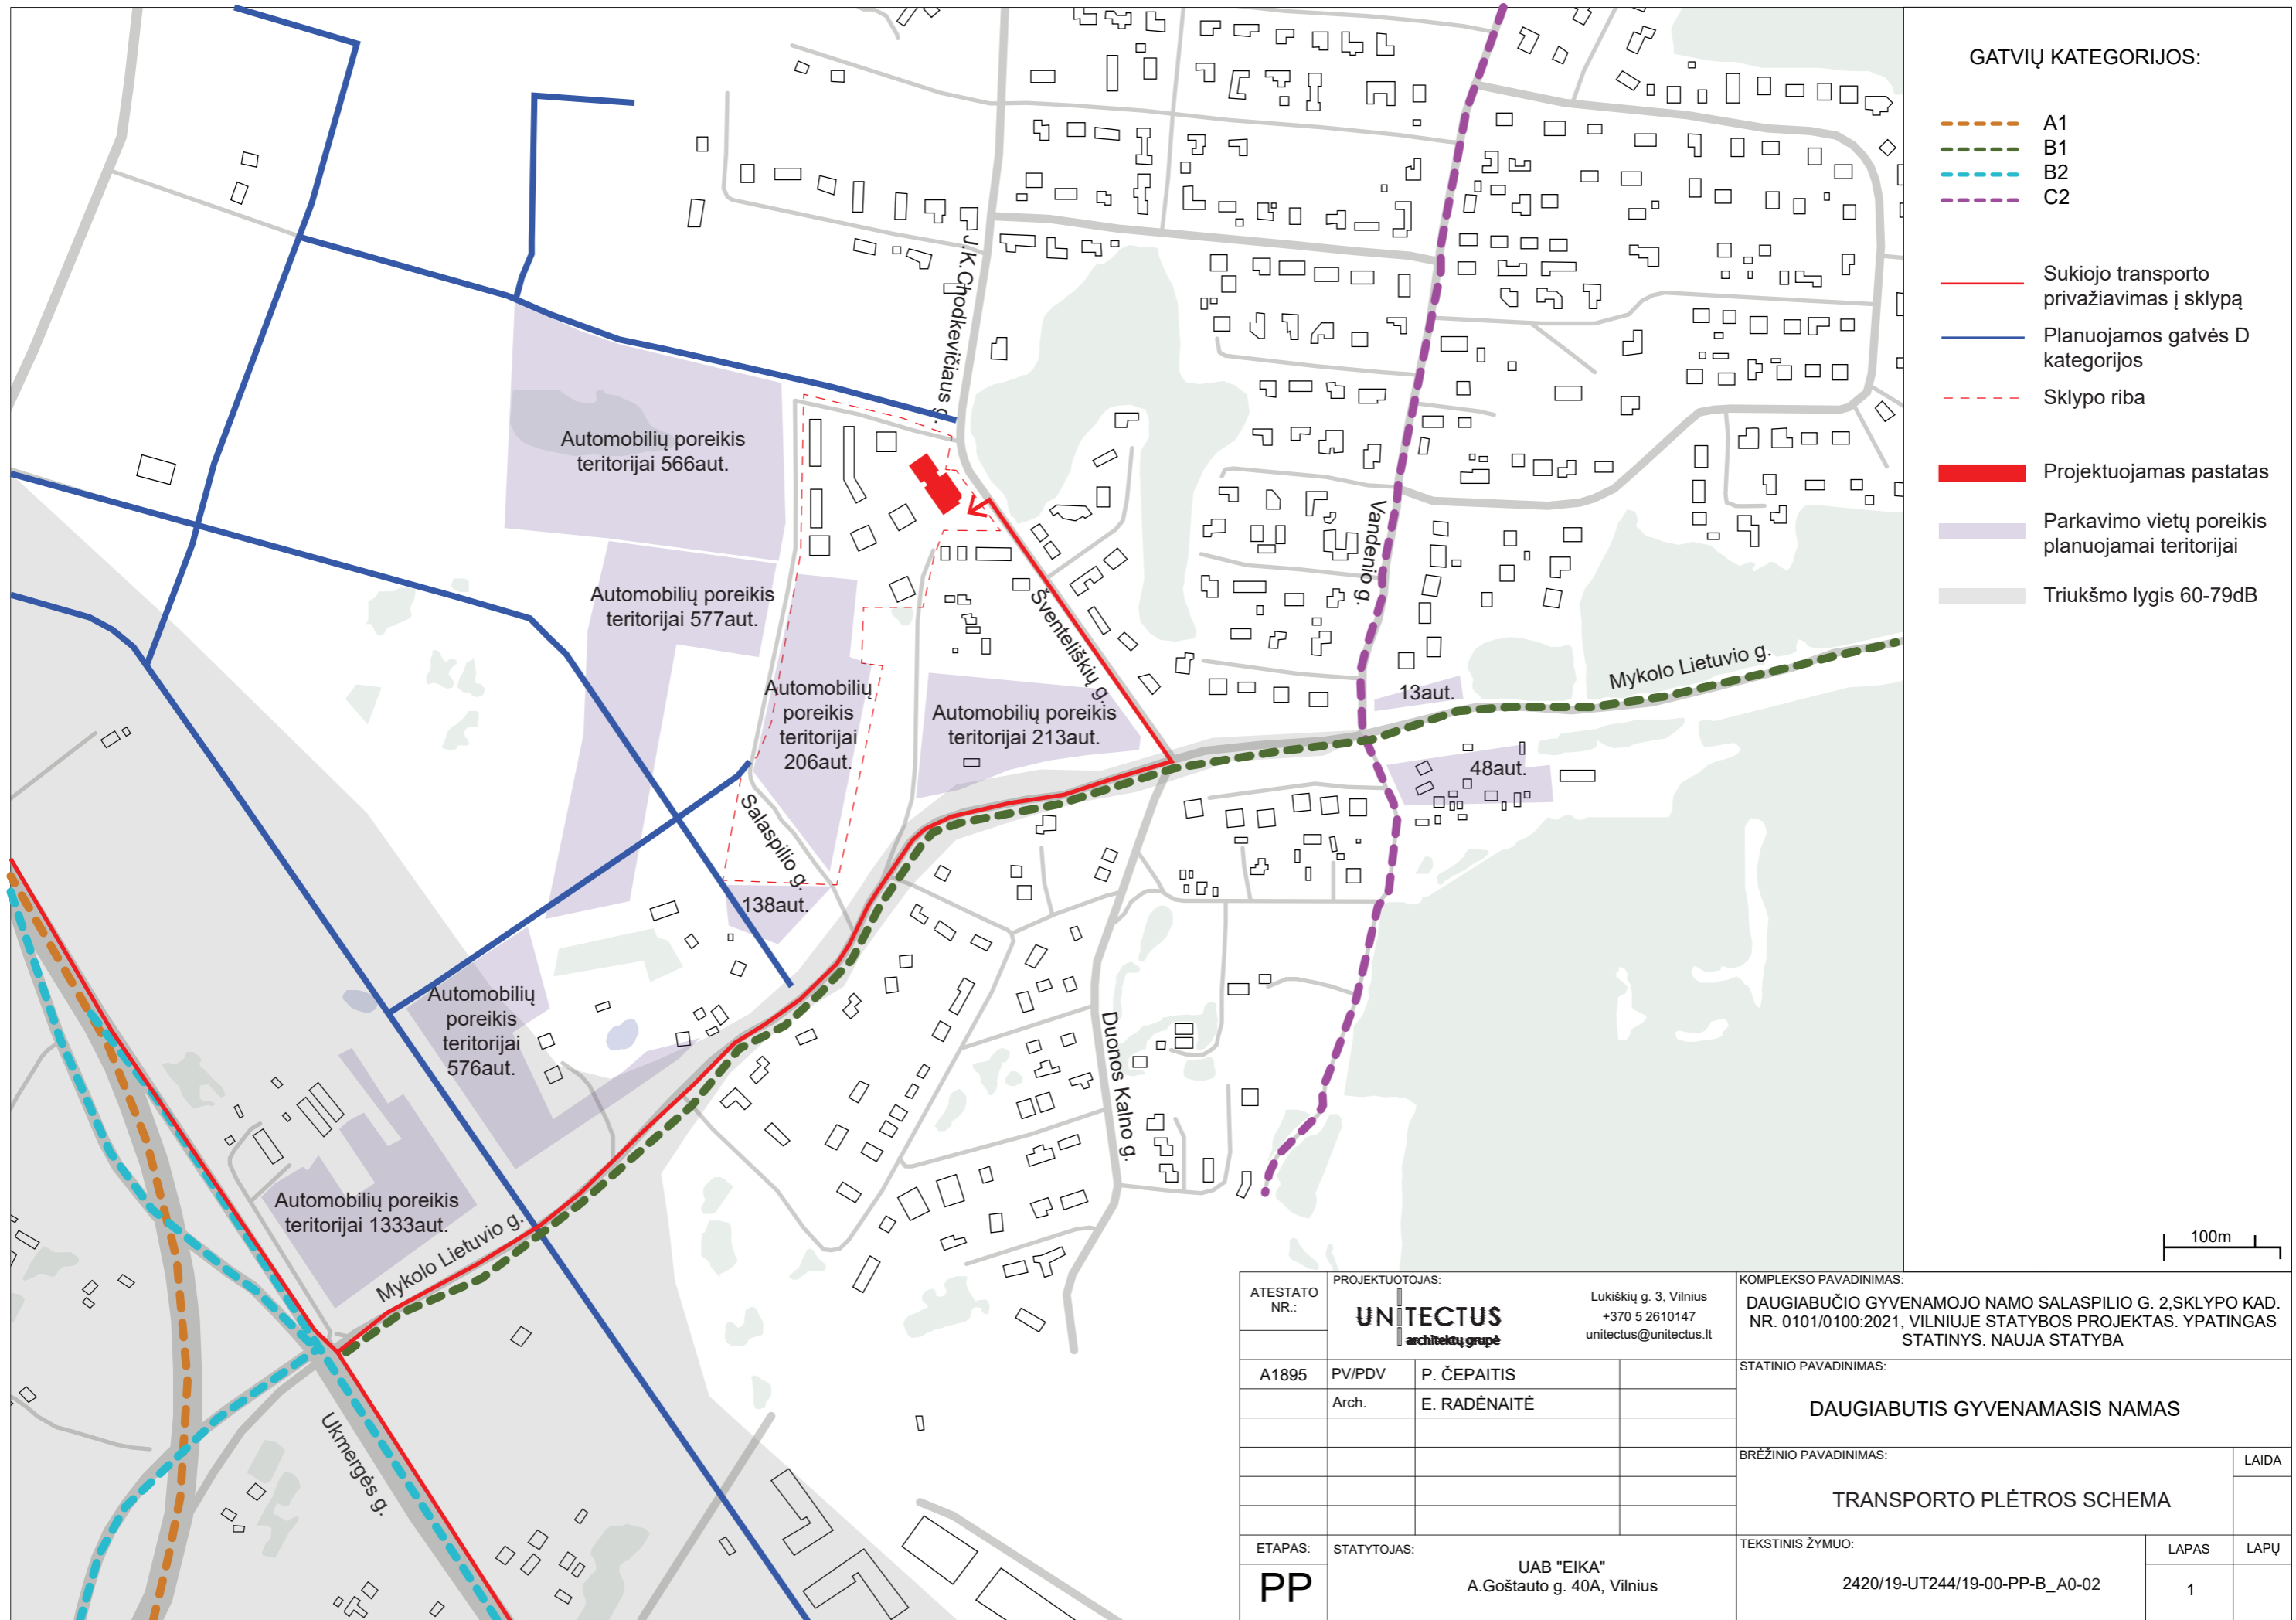 GATVIŲ KATEGORIJOS:
A1
B1
B2
C2
Sukiojo transporto
privažiavimas į sklypą
Planuojamos gatvės D
kategorijos
Sklypo riba
Projektuojamas pastatas
Parkavimo vietų poreikis
planuojamai teritorijai
Triukšmo lygis 60-79dB
J.K.Chodkevičiaus g.
Automobilių poreikis
teritorijai 566aut.
Automobilių poreikis
teritorijai 577aut.
Automobilių
poreikis
teritorijai
206aut.
Automobilių poreikis
teritorijai 213aut.
Šventeliškių g.
Vandenio g.
13aut.
Mykolo Lietuvio g.
48aut.
Salaspilio g.
138aut.
Automobilių
poreikis
teritorijai
576aut.
Automobilių poreikis
teritorijai 1333aut.
Mykolo Lietuvio g.
Duonos Kalno g.
Ukmergės g.
100m
ATESTATO
NR.:
PROJEKTUOTOJAS:
UNITECTUS
architektų grupė
Lukiškių g. 3, Vilnius
+370 5 2610147
unitectus@unitectus.lt
KOMPLEKSO PAVADINIMAS:
DAUGIABUČIO GYVENAMOJO NAMO SALASPILIO G. 2,SKLYPO KAD.
NR. 0101/0100:2021, VILNIUJE STATYBOS PROJEKTAS. YPATINGAS
STATINYS. NAUJA STATYBA
A1895 PV/PDV P. ČEPAITIS
Arch. E. RADĖNAITĖ
STATINIO PAVADINIMAS:
DAUGIABUTIS GYVENAMASIS NAMAS
BRĖŽINIO PAVADINIMAS:
LAIDA
TRANSPORTO PLĖTROS SCHEMA
ETAPAS:
PP
STATYTOJAS:
UAB "EIKA"
A.Goštauto g. 40A, Vilnius
TEKSTINIS ŽYMUO:
2420/19-UT244/19-00-PP-B_A0-02
LAPAS
1
LAPŲ